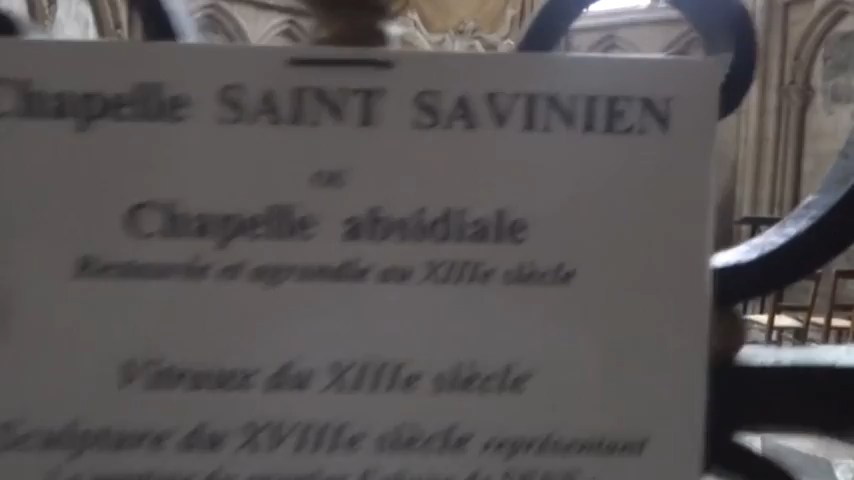 Chapelle SAINT SAVINIEN
ou
Chapelle absidiale
Restaurée et agrandie au XIIIe siècle
Vitraux du XIIIe siècle
Sculpture du XVIIIe siècle représentant